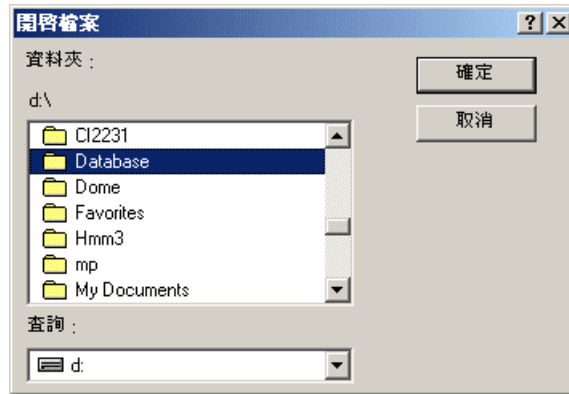 開啓檔案
資料夾 :
確定
d:\
取消
CI2231
Database
Dome
Favorites
Hmm3
mp
My Documents
查詢 :
d: